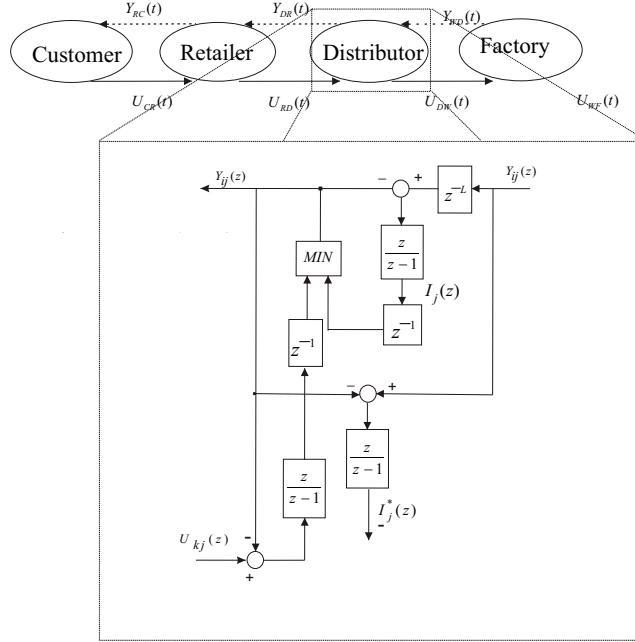 Y_RC(t) Y_DR(t) Y_WD(t)
Customer Retailer Distributor Factory
U_CR(t) U_RD(t) U_DW(t) U_WF(t)
Y_ij(z) − + z^−L Y_ij(z)
MIN z/(z−1)
I_j(z)
z^−1 z^−1
− +
z/(z−1) z/(z−1)
I*_j(z)
-
U_kj(z) -
+